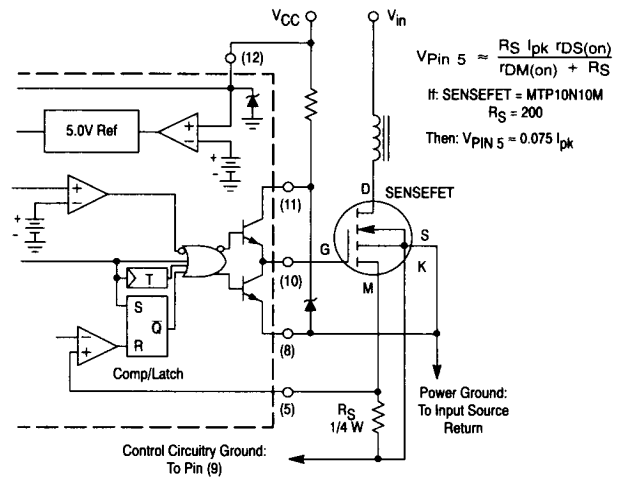 VCC
Vin
(12)
VPin 5 ≈ RS Ipk rDS(on)
rDM(on) + RS
If: SENSEFET = MTP10N10M
RS = 200
Then: VPIN 5 ≈ 0.075 Ipk
5.0V Ref
+
-
+
-
D
SENSEFET
+
-
(11)
+
-
S
G
K
(10)
T
M
S
Q
R
-
+
(8)
Comp/Latch
(5)
RS
1/4 W
Power Ground:
To Input Source
Return
Control Circuitry Ground:
To Pin (9)